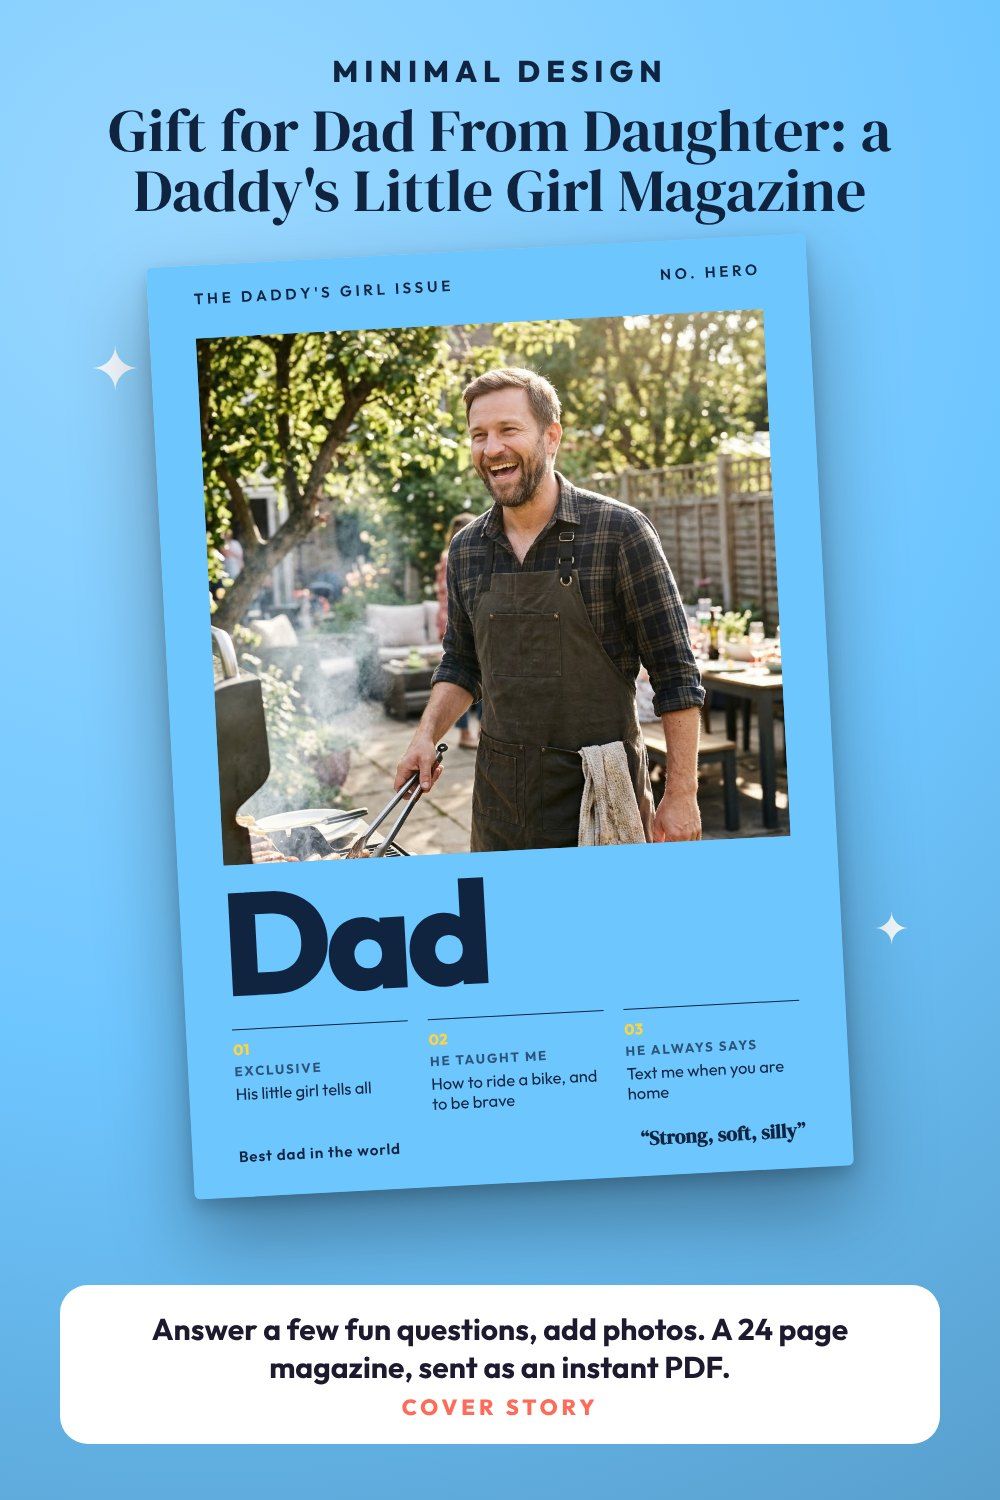 MINIMAL DESIGN
Gift for Dad From Daughter: a
Daddy's Little Girl Magazine
THE DADDY'S GIRL ISSUE
NO. HERO
Dad
01
EXCLUSIVE
His little girl tells all
02
HE TAUGHT ME
How to ride a bike, and
to be brave
03
HE ALWAYS SAYS
Text me when you are
home
Best dad in the world
“Strong, soft, silly”
Answer a few fun questions, add photos. A 24 page
magazine, sent as an instant PDF.
COVER STORY